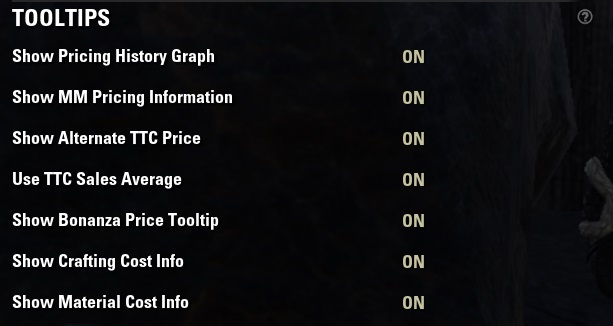 TOOLTIPS
Show Pricing History Graph ON
Show MM Pricing Information ON
Show Alternate TTC Price ON
Use TTC Sales Average ON
Show Bonanza Price Tooltip ON
Show Crafting Cost Info ON
Show Material Cost Info ON